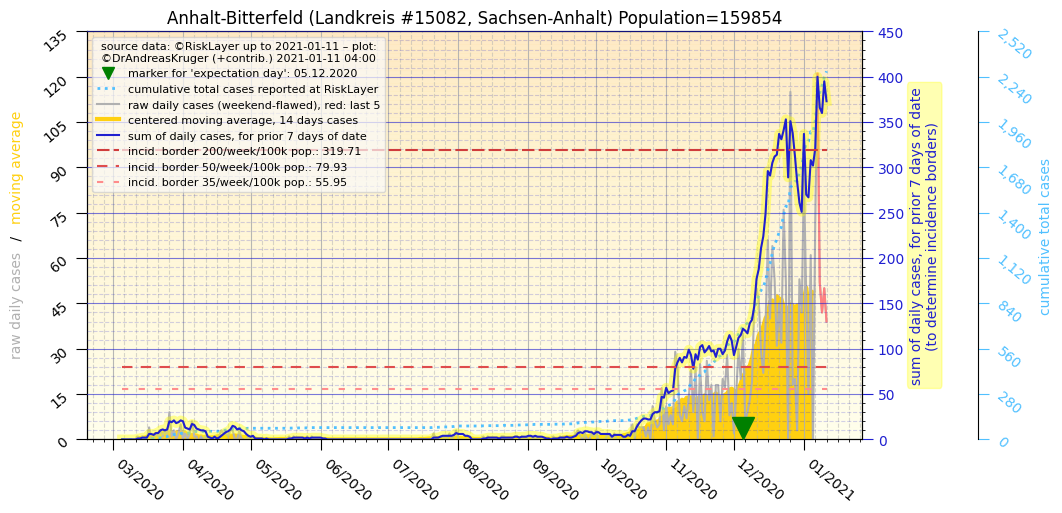 Anhalt-Bitterfeld (Landkreis #15082, Sachsen-Anhalt) Population=159854
source data: ©RiskLayer up to 2021-01-11 – plot:
©DrAndreasKruger (+contrib.) 2021-01-11 04:00
marker for 'expectation day': 05.12.2020
cumulative total cases reported at RiskLayer
raw daily cases (weekend-flawed), red: last 5
centered moving average, 14 days cases
sum of daily cases, for prior 7 days of date
incid. border 200/week/100k pop.: 319.71
incid. border 50/week/100k pop.: 79.93
incid. border 35/week/100k pop.: 55.95
raw daily cases / moving average
135
120
105
90
75
60
45
30
15
0
03/2020
04/2020
05/2020
06/2020
07/2020
08/2020
09/2020
10/2020
11/2020
12/2020
01/2021
450
400
350
300
250
200
150
100
50
0
sum of daily cases, for prior 7 days of date
(to determine incidence borders)
2,520
2,240
1,960
1,680
1,400
1,120
840
560
280
0
cumulative total cases